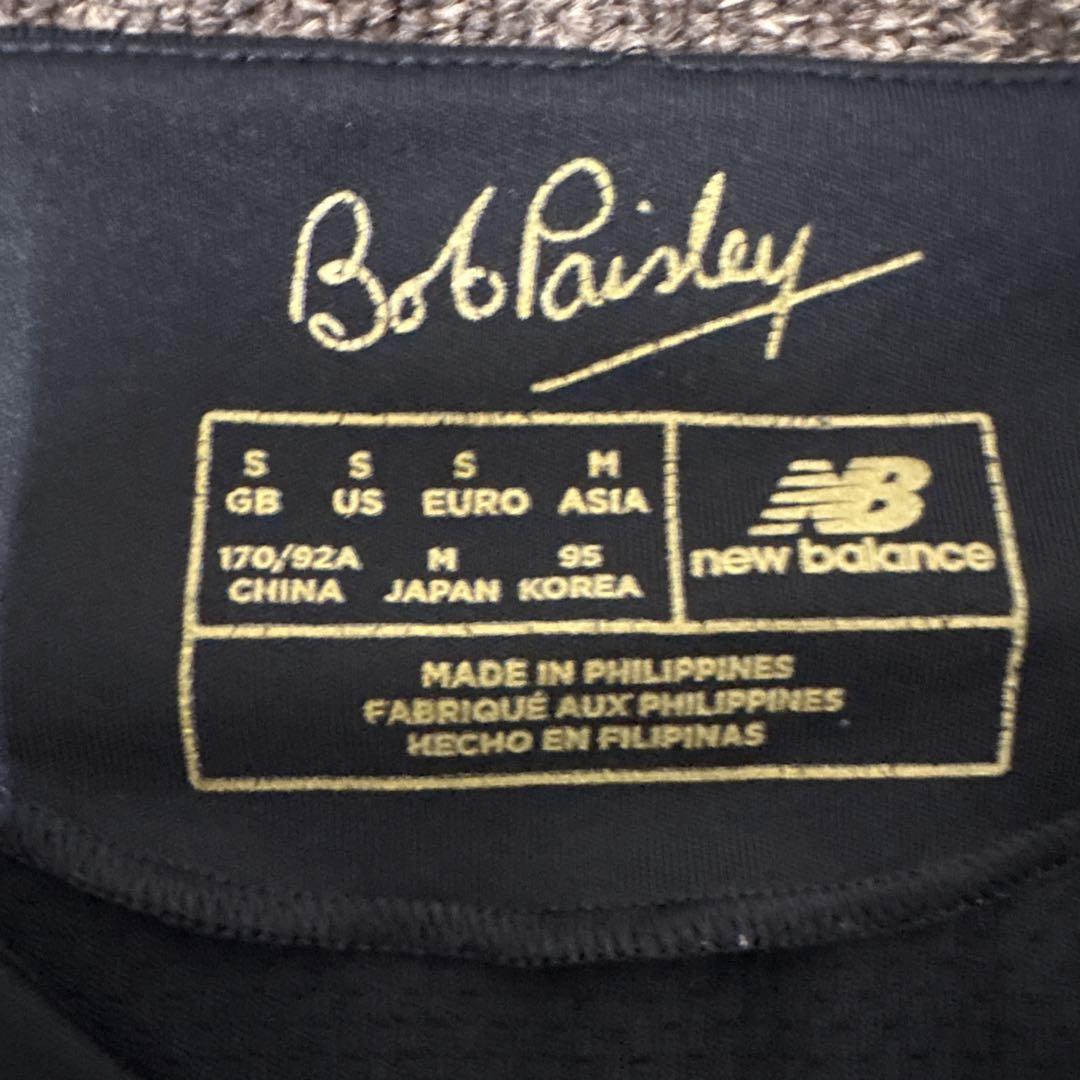 Bob Paisley
S S S M
GB US EURO ASIA
170/92A M 95
CHINA JAPAN KOREA
NB
new balance
MADE IN PHILIPPINES
FABRIQUÉ AUX PHILIPPINES
HECHO EN FILIPINAS